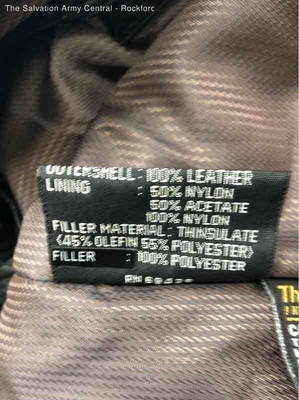 The Salvation Army Central - Rockforc
OUTERSHELL : 100% LEATHER
LINING : 50% NYLON
50% ACETATE
100% NYLON
FILLER MATERIAL : THINSULATE
(45% OLEFIN 55% POLYESTER)
FILLER : 100% POLYESTER
Th